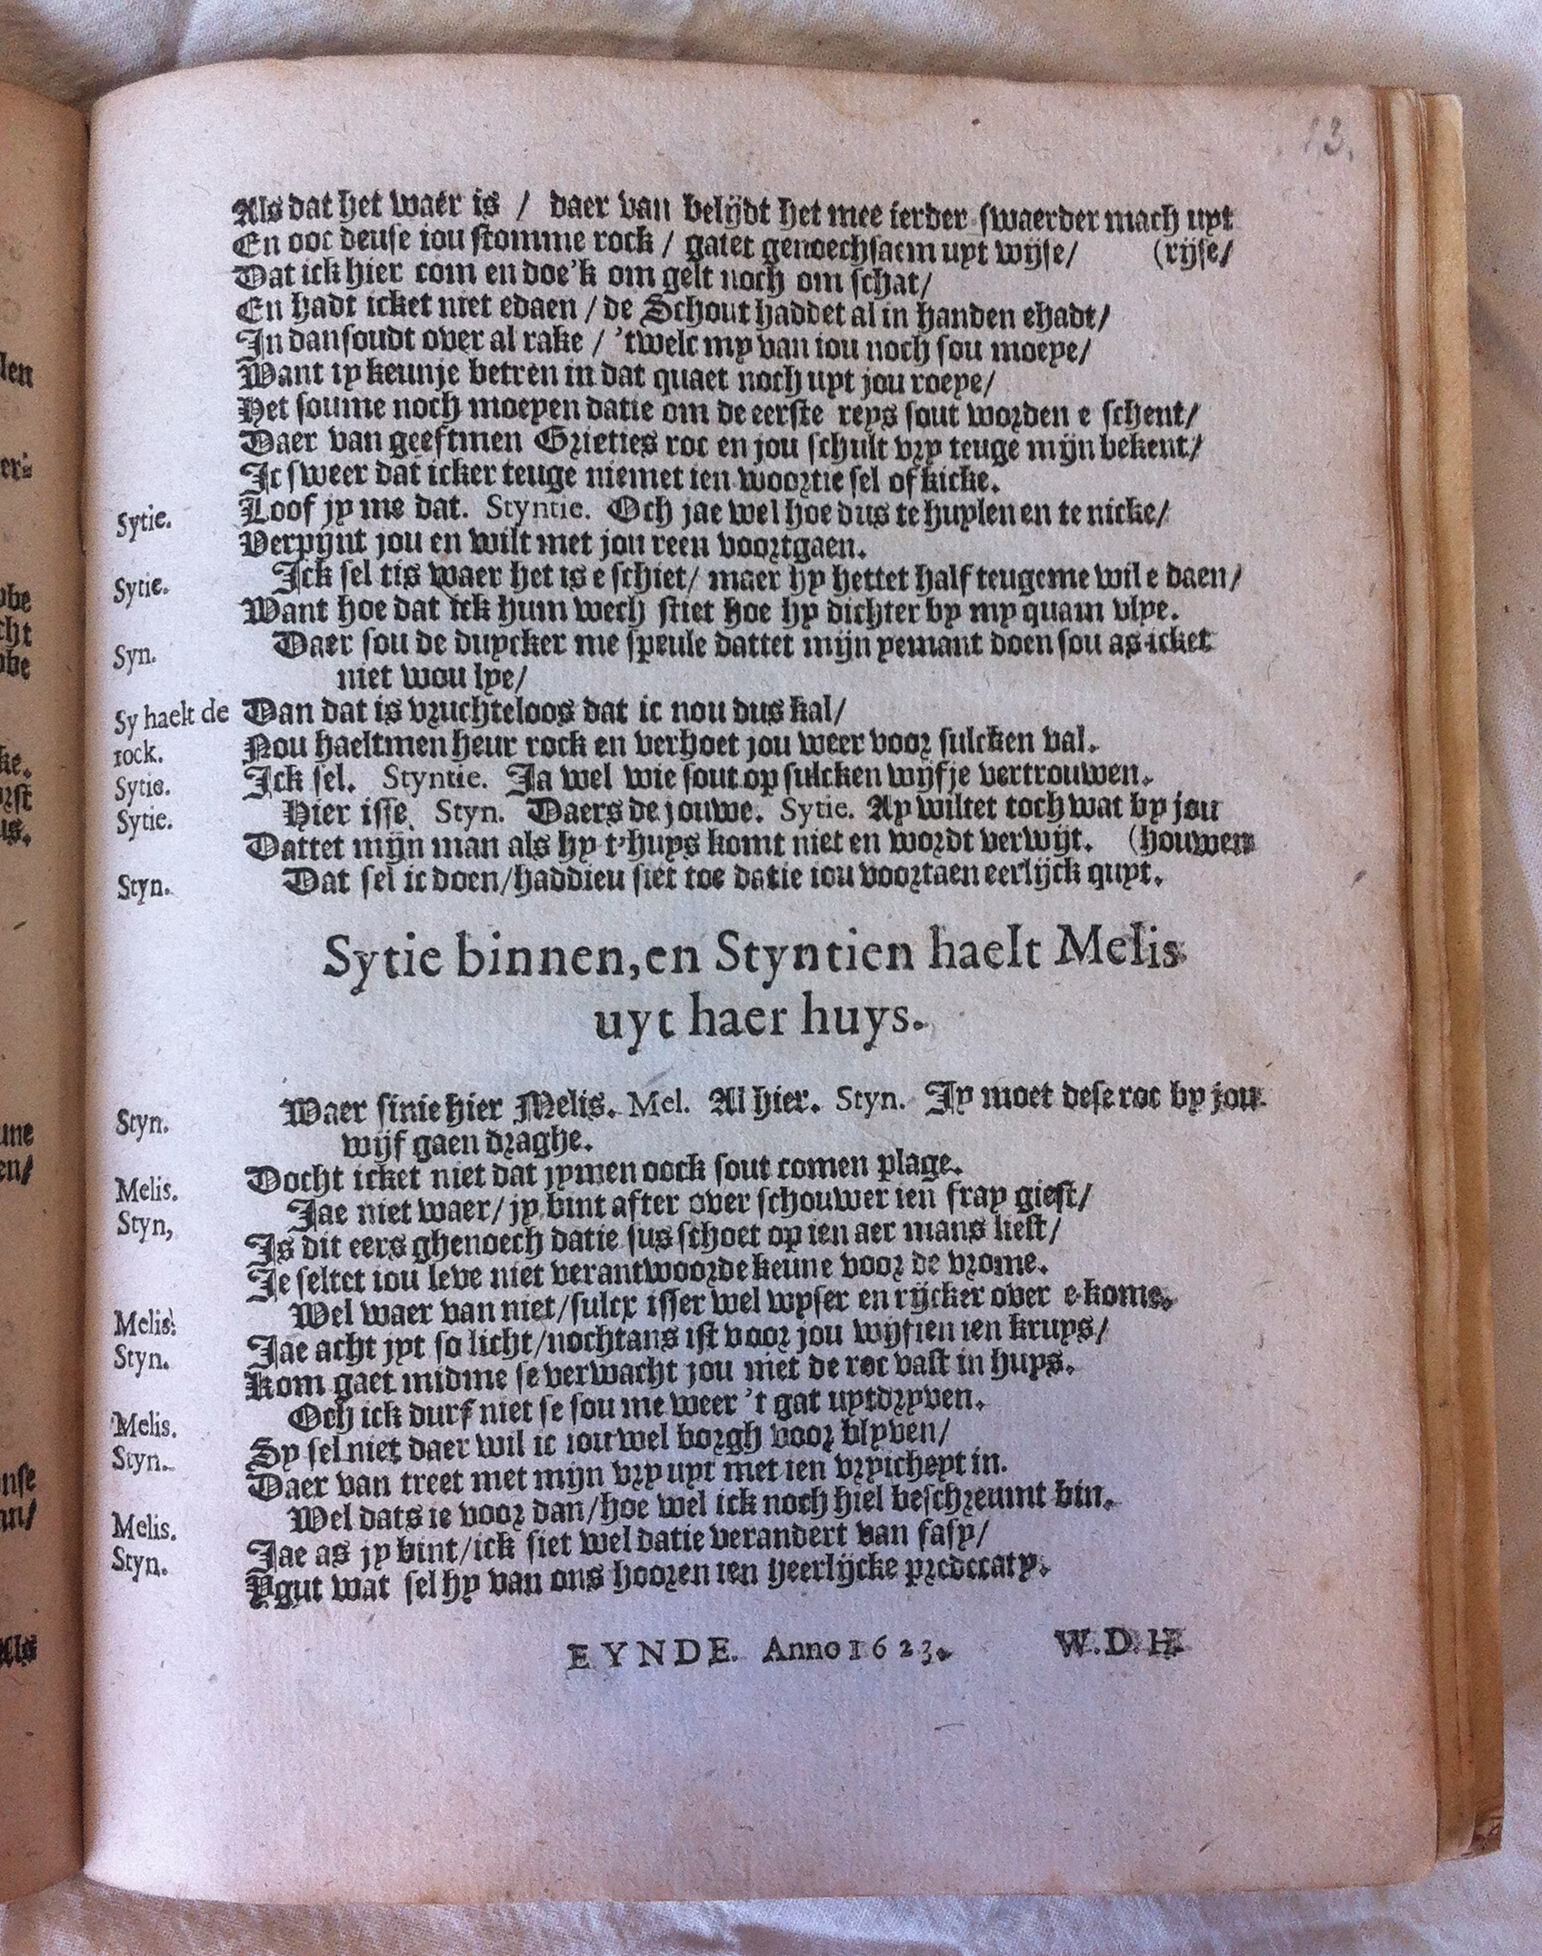 13.
Als dat het waer is / daer van belijdt het mee ierder swaerder mach uyt
En ooc deuse iou stomme rock / gatet genoechsaem uyt wijse/ (rijse/
Dat ick hier com en doe'k om gelt noch om schat/
En hadt icket niet edaen / de Schout haddet al in handen ehadt/
In dan soudt over al rake / 'twelc my van iou noch sou moeye/
Want iy keunje betren in dat quaet noch uyt jou roeye/
Het soume noch moeyen datie om de eerste reys sout worden e schent/
Daer van geeftmen Grieties roc en jou schult vry teuge mijn bekent/
Ic sweer dat icker teuge niemet ien woortie sel of kicke.
Sytie. Loof jy me dat. Styntie. Och jae wel hoe dus te huylen en te nicke/
Verpijnt jou en wilt met jou reen voortgaen.
Sytie. Ick sel tis waer het is e schiet/ maer hy hettet half teugeme wil e daen/
Want hoe dat ick hum wech stiet hoe hy dichter by my quam vlye.
Syn. Daer sou de duycker me speule dattet mijn yemant doen sou as icket
niet wou lye/
Sy haelt de Dan dat is vruchteloos dat ic nou dus kal/
rock. Nou haeltmen heur rock en verhoet jou weer voor sulcken val.
Sytie. Ick sel. Styntie. Ja wel wie sout op sulcken wijfje vertrouwen.
Sytie. Hier isse. Styn. Daers de jouwe. Sytie. Ay wiltet toch wat by jou
Dattet mijn man als hy t'huys komt niet en wordt verwijt. (houwen
Styn. Dat sel ic doen/haddieu siet toe datie iou voortaen eerlijck quyt.
Sytie binnen, en Styntien haelt Melis
uyt haer huys.
Styn. Waer sinie hier Melis. Mel. Al hier. Styn. Jy moet dese roc by jou
wijf gaen draghe.
Melis. Docht icket niet dat jymen oock sout comen plage.
Styn, Jae niet waer/ jy bint after over schouwer ien fray giest/
Is dit eers ghenoech datie sus schoet op ien aer mans liest/
Je seltet iou leve niet verantwoorde keune voor de vrome.
Melis. Wel waer van niet/sulcx isser wel wyser en rijcker over e kome.
Styn. Jae acht jyt so licht/nochtans ist voor jou wijfien ien kruys/
Kom gaet midme se verwacht jou met de roc vast in huys.
Melis. Och ick durf niet se sou me weer 't gat uytdryven.
Styn. Sy sel niet daer wil ic iou wel borgh voor blyven/
Daer van treet met mijn vry uyt met ien vryicheyt in.
Melis. Wel dats ie voor dan/hoe wel ick noch hiel beschreumt bin.
Styn. Jae as jy bint/ick siet wel datie verandert van fasy/
Ygut wat sel hy van ons hooren ien heerlijcke predecaty.
EYNDE. Anno 1623. W.D.H.